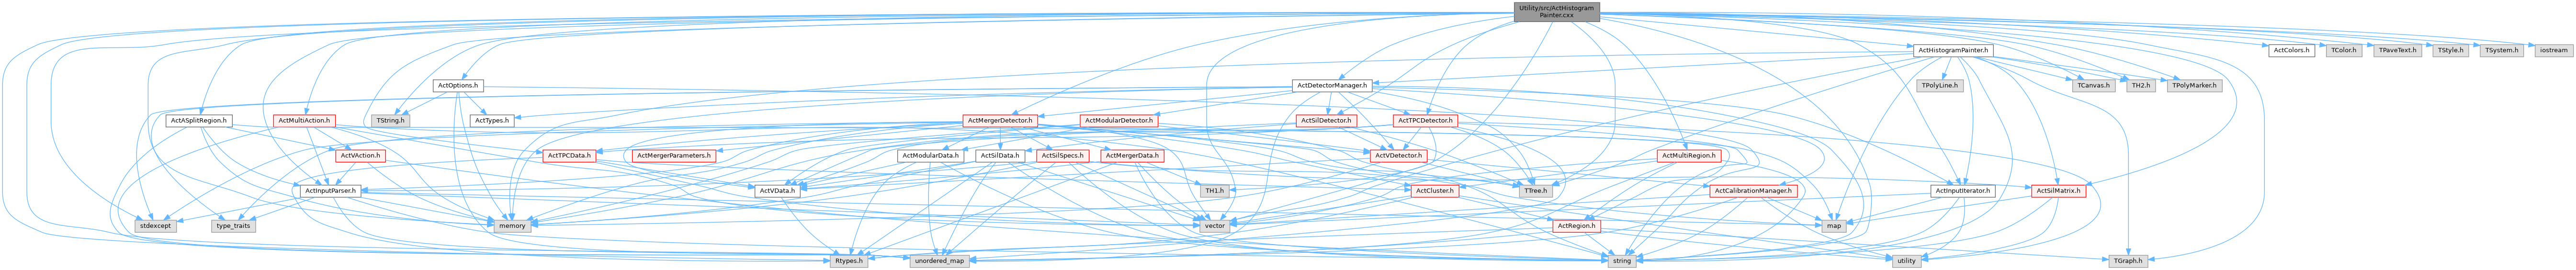 Utility/src/ActHistogram
Painter.cxx
ActHistogramPainter.h
ActColors.h
TColor.h
TPaveText.h
TStyle.h
TSystem.h
iostream
ActOptions.h
ActDetectorManager.h
TPolyLine.h
TCanvas.h
TH2.h
TPolyMarker.h
ActASplitRegion.h
ActMultiAction.h
TString.h
ActTypes.h
ActMergerDetector.h
ActModularDetector.h
ActSilDetector.h
ActTPCDetector.h
ActVAction.h
ActTPCData.h
ActMergerParameters.h
ActModularData.h
ActSilData.h
ActSilSpecs.h
ActMergerData.h
ActVDetector.h
ActMultiRegion.h
ActInputParser.h
ActVData.h
TH1.h
ActCluster.h
TTree.h
ActCalibrationManager.h
ActInputIterator.h
ActSilMatrix.h
stdexcept
type_traits
memory
vector
ActRegion.h
map
Rtypes.h
unordered_map
string
utility
TGraph.h